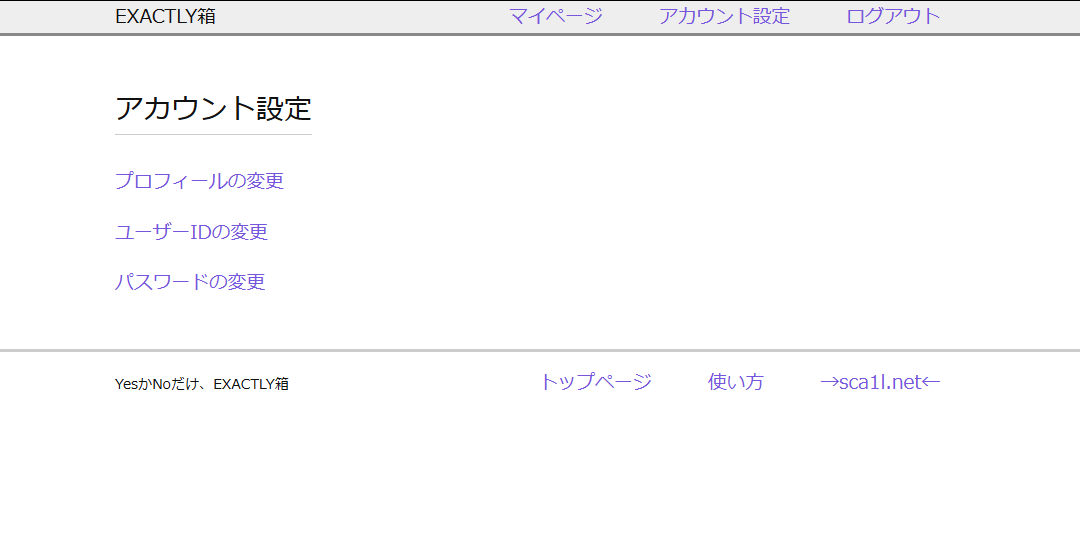 EXACTLY箱 マイページ アカウント設定 ログアウト
アカウント設定
プロフィールの変更
ユーザーIDの変更
パスワードの変更
YesかNoだけ、EXACTLY箱 トップページ 使い方 →sca1l.net←